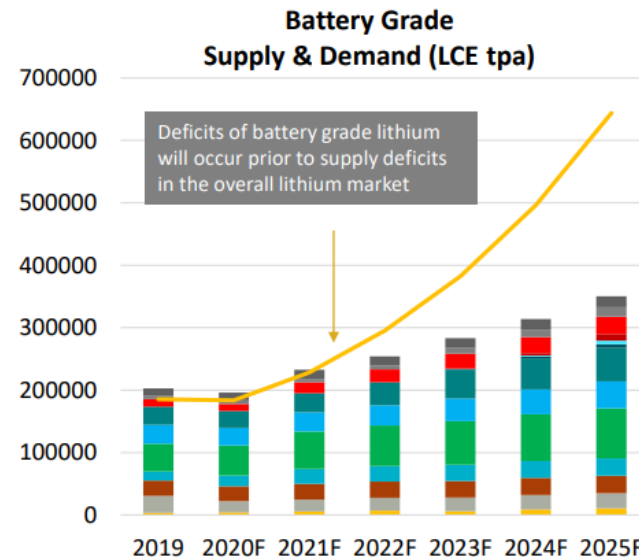 Battery Grade
Supply & Demand (LCE tpa)
700000
600000
500000
400000
300000
200000
100000
0
Deficits of battery grade lithium
will occur prior to supply deficits
in the overall lithium market
2019 2020F 2021F 2022F 2023F 2024F 2025F